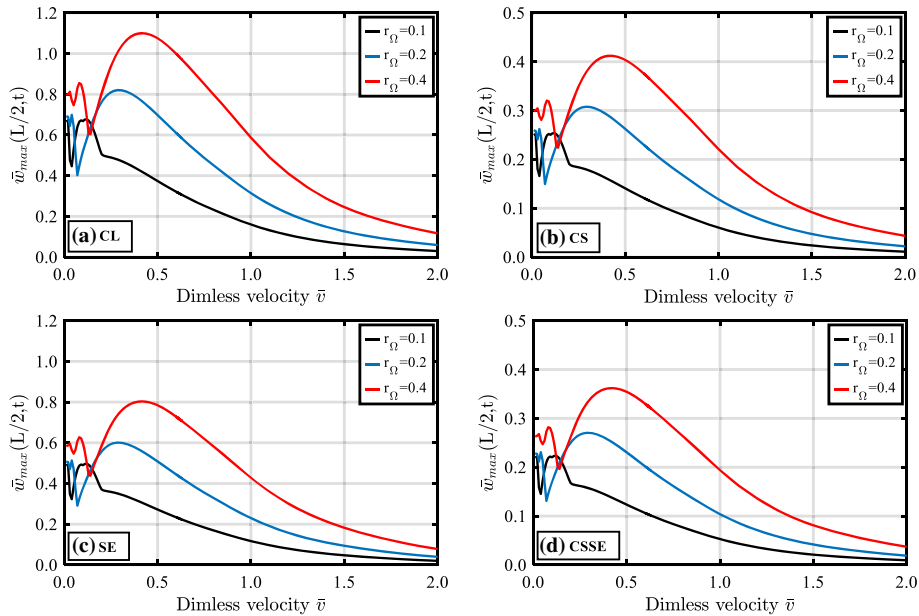 1.2
1.0
0.8
0.6
0.4
0.2
0.0
w̄max(L/2,t)
rΩ=0.1
rΩ=0.2
rΩ=0.4
(a) CL
0.0 0.5 1.0 1.5 2.0
Dimless velocity v̄
0.5
0.4
0.3
0.2
0.1
0.0
w̄max(L/2,t)
rΩ=0.1
rΩ=0.2
rΩ=0.4
(b) CS
0.0 0.5 1.0 1.5 2.0
Dimless velocity v̄
1.2
1.0
0.8
0.6
0.4
0.2
0.0
w̄max(L/2,t)
rΩ=0.1
rΩ=0.2
rΩ=0.4
(c) SE
0.0 0.5 1.0 1.5 2.0
Dimless velocity v̄
0.5
0.4
0.3
0.2
0.1
0.0
w̄max(L/2,t)
rΩ=0.1
rΩ=0.2
rΩ=0.4
(d) CSSE
0.0 0.5 1.0 1.5 2.0
Dimless velocity v̄